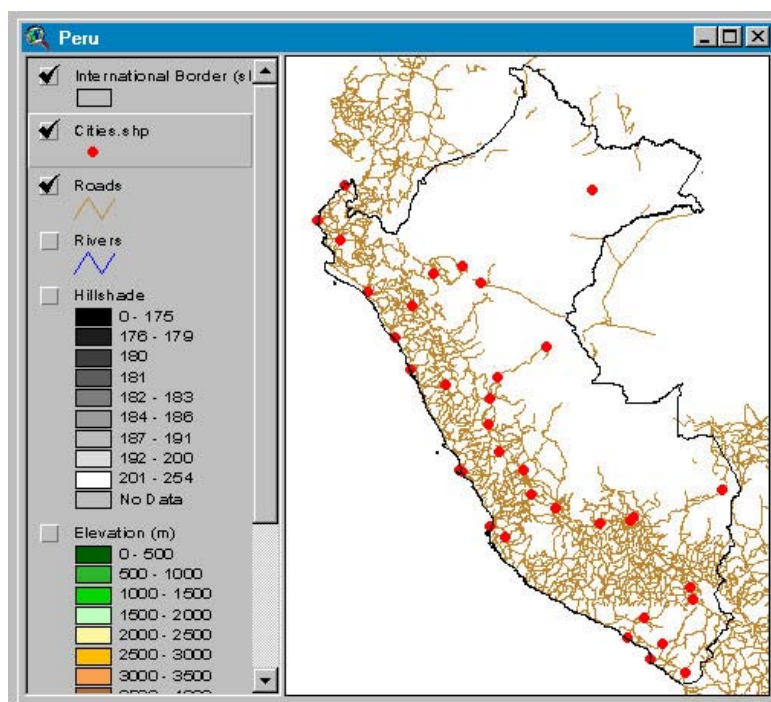 Peru
International Border (sl
Cities.shp
Roads
Rivers
Hillshade
0 - 175
176 - 179
180
181
182 - 183
184 - 186
187 - 191
192 - 200
201 - 254
No Data
Elevation (m)
0 - 500
500 - 1000
1000 - 1500
1500 - 2000
2000 - 2500
2500 - 3000
3000 - 3500